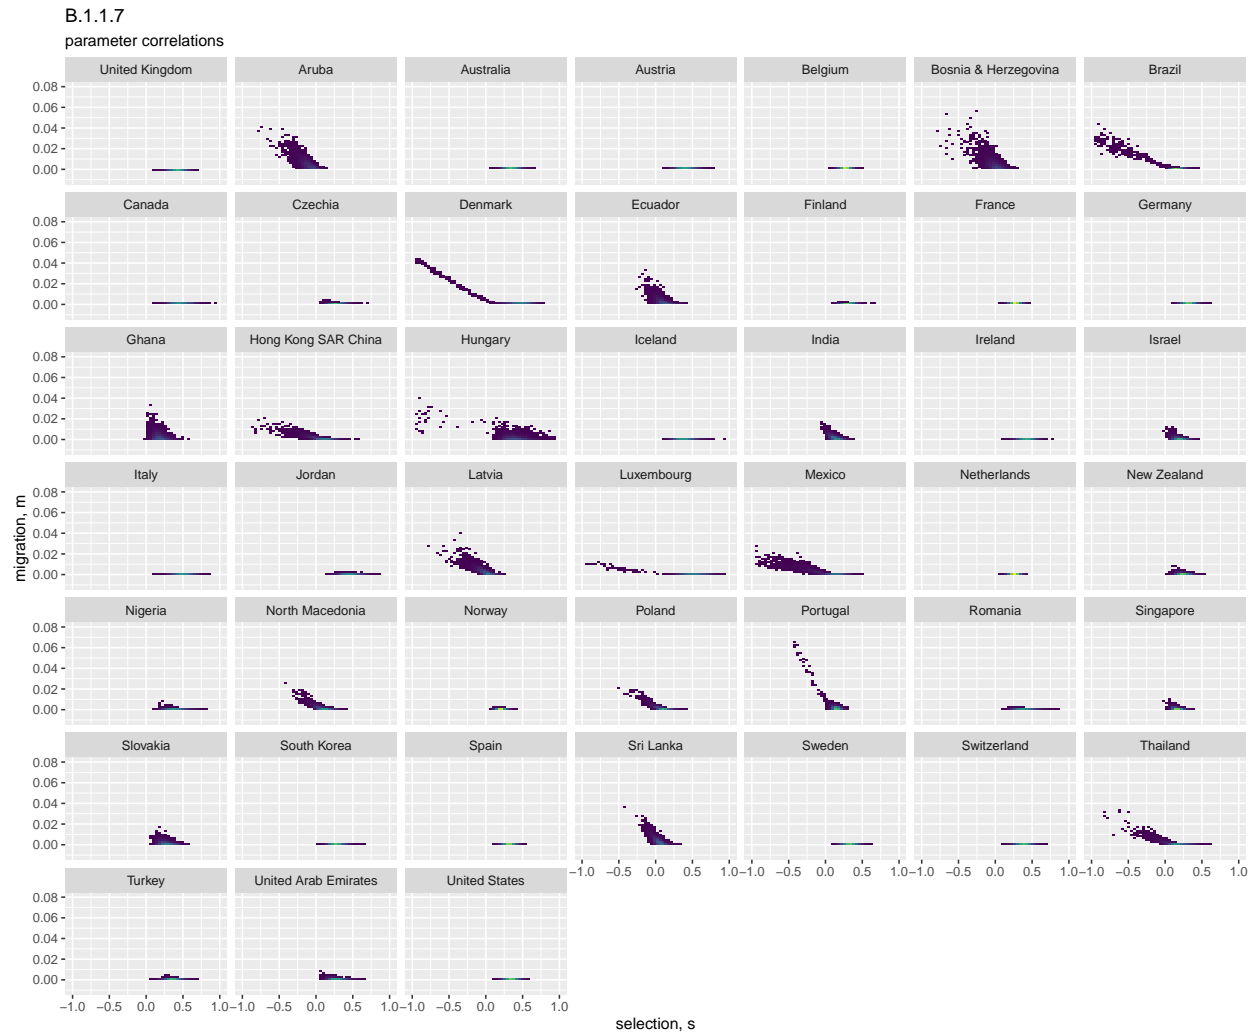 B.1.1.7
parameter correlations
United Kingdom Aruba Australia Austria Belgium Bosnia & Herzegovina Brazil
0.08
0.06
0.04
0.02
0.00
Canada Czechia Denmark Ecuador Finland France Germany
0.08
0.06
0.04
0.02
0.00
Ghana Hong Kong SAR China Hungary Iceland India Ireland Israel
0.08
0.06
0.04
0.02
0.00
Italy Jordan Latvia Luxembourg Mexico Netherlands New Zealand
0.08
0.06
0.04
0.02
0.00
migration, m
Nigeria North Macedonia Norway Poland Portugal Romania Singapore
0.08
0.06
0.04
0.02
0.00
Slovakia South Korea Spain Sri Lanka Sweden Switzerland Thailand
0.08
0.06
0.04
0.02
0.00
−1.0 −0.5 0.0 0.5 1.0 −1.0 −0.5 0.0 0.5 1.0 −1.0 −0.5 0.0 0.5 1.0 −1.0 −0.5 0.0 0.5 1.0
Turkey United Arab Emirates United States
0.08
0.06
0.04
0.02
0.00
−1.0 −0.5 0.0 0.5 1.0 −1.0 −0.5 0.0 0.5 1.0 −1.0 −0.5 0.0 0.5 1.0
selection, s